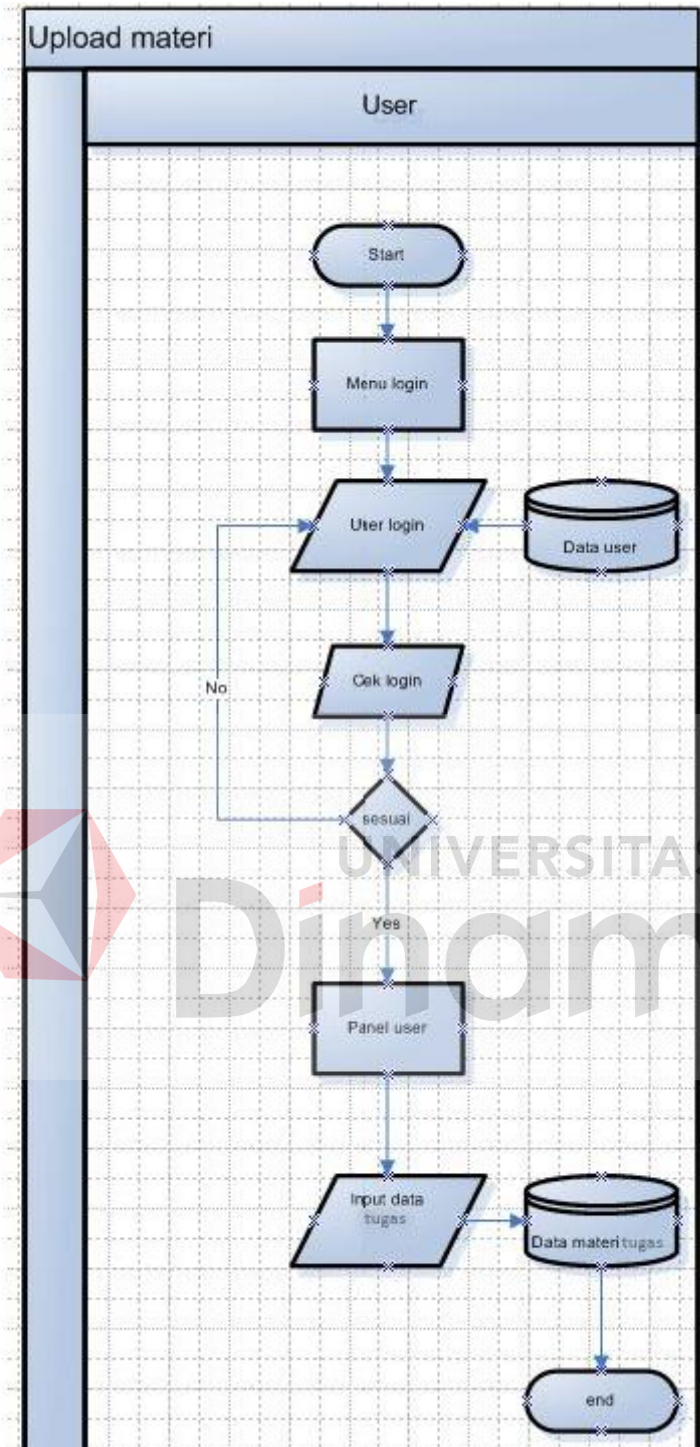 Upload materi
User
Start
Menu login
User login
Data user
Cek login
No
sesuai
UNIVERSITA
Dinam
Yes
Panel user
Input data
tugas
Data materi tugas
end